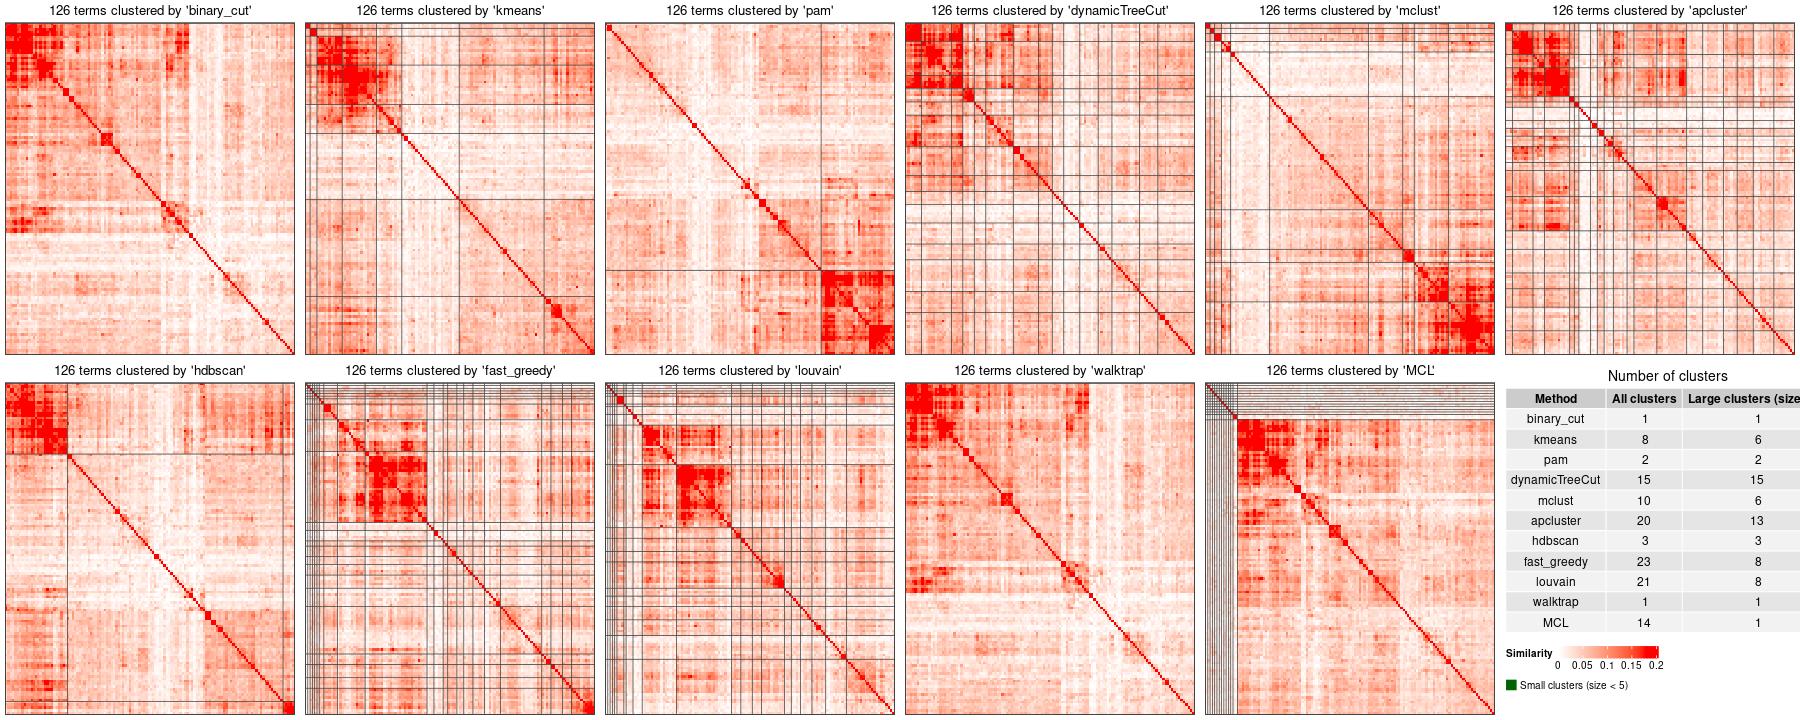 126 terms clustered by 'binary_cut'
126 terms clustered by 'kmeans'
126 terms clustered by 'pam'
126 terms clustered by 'dynamicTreeCut'
126 terms clustered by 'mclust'
126 terms clustered by 'apcluster'
126 terms clustered by 'hdbscan'
126 terms clustered by 'fast_greedy'
126 terms clustered by 'louvain'
126 terms clustered by 'walktrap'
126 terms clustered by 'MCL'
Number of clusters
Method All clusters Large clusters (size
binary_cut 1 1
kmeans 8 6
pam 2 2
dynamicTreeCut 15 15
mclust 10 6
apcluster 20 13
hdbscan 3 3
fast_greedy 23 8
louvain 21 8
walktrap 1 1
MCL 14 1
Similarity
0 0.05 0.1 0.15 0.2
Small clusters (size < 5)